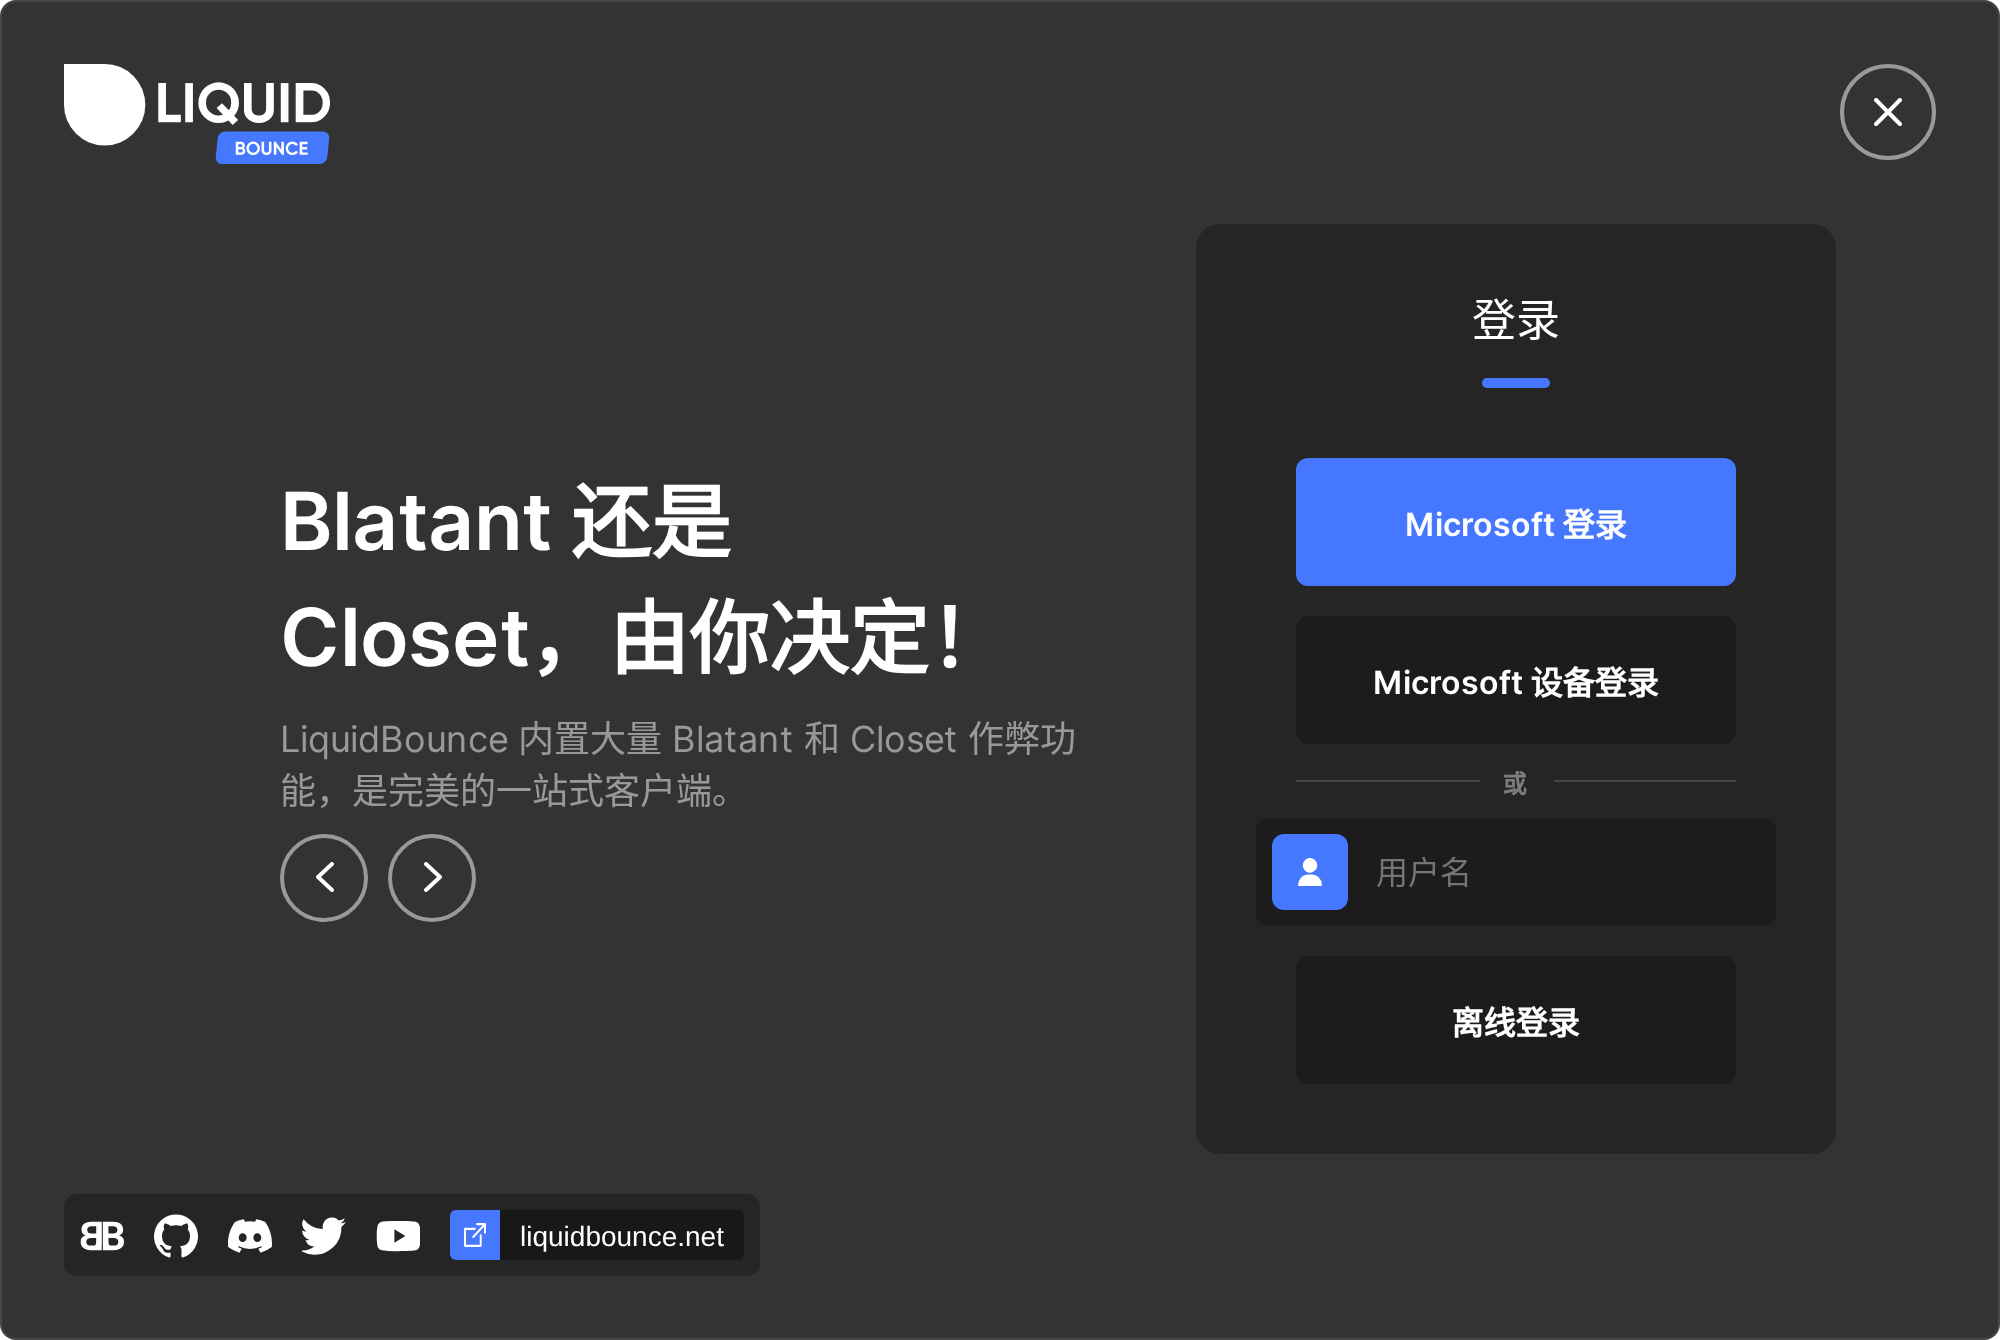 LIQUID
BOUNCE
登录
Microsoft 登录
Blatant 还是
Closet，由你决定！
Microsoft 设备登录
LiquidBounce 内置大量 Blatant 和 Closet 作弊功
能，是完美的一站式客户端。
或
用户名
离线登录
BB
liquidbounce.net